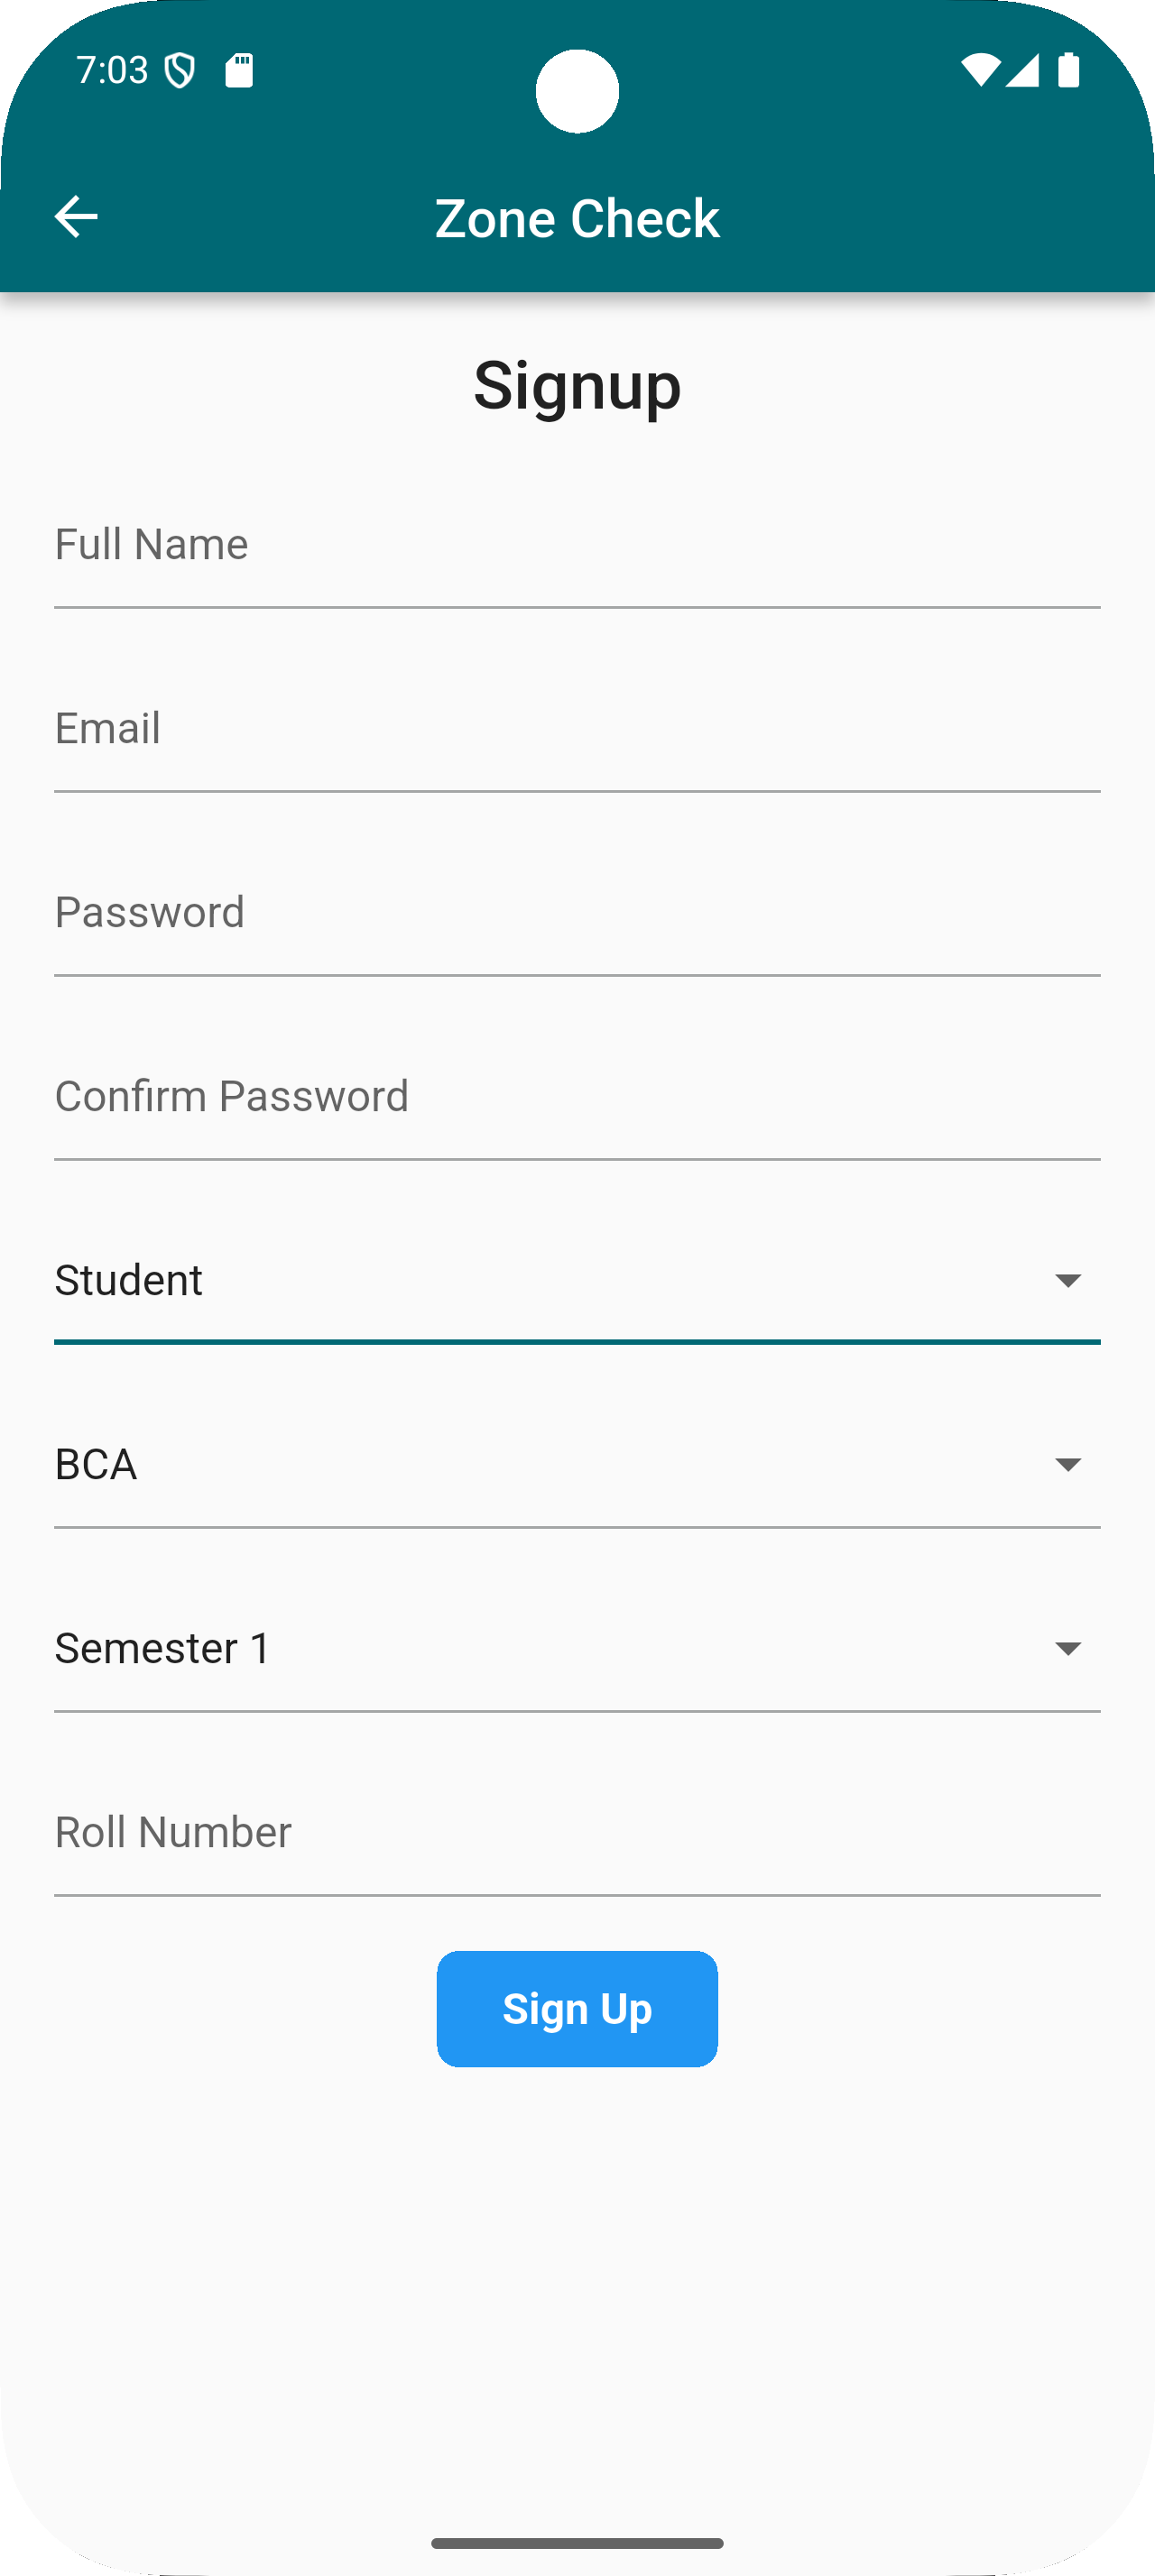 7:03
Zone Check
Signup
Full Name
Email
Password
Confirm Password
Student
BCA
Semester 1
Roll Number
Sign Up